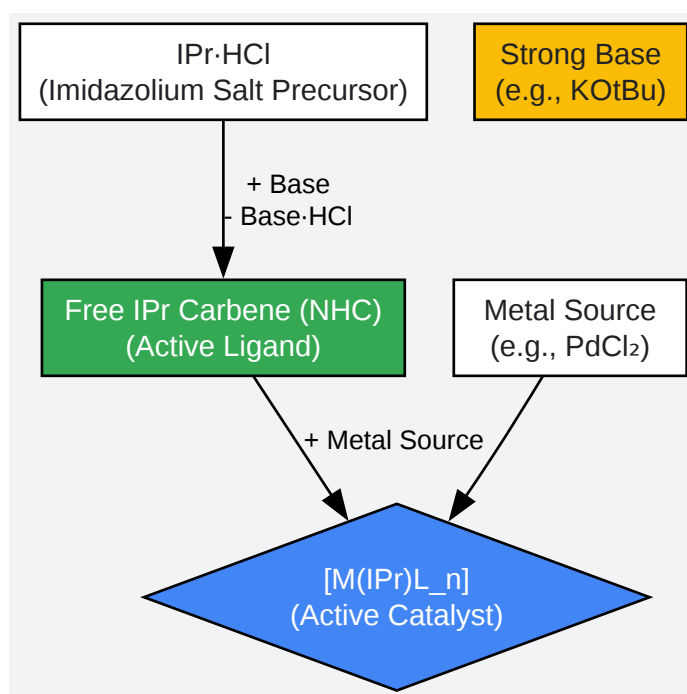 IPr·HCl
(Imidazolium Salt Precursor)
Strong Base
(e.g., KOtBu)
+ Base
- Base·HCl
Free IPr Carbene (NHC)
(Active Ligand)
Metal Source
(e.g., PdCl₂)
+ Metal Source
[M(IPr)L_n]
(Active Catalyst)